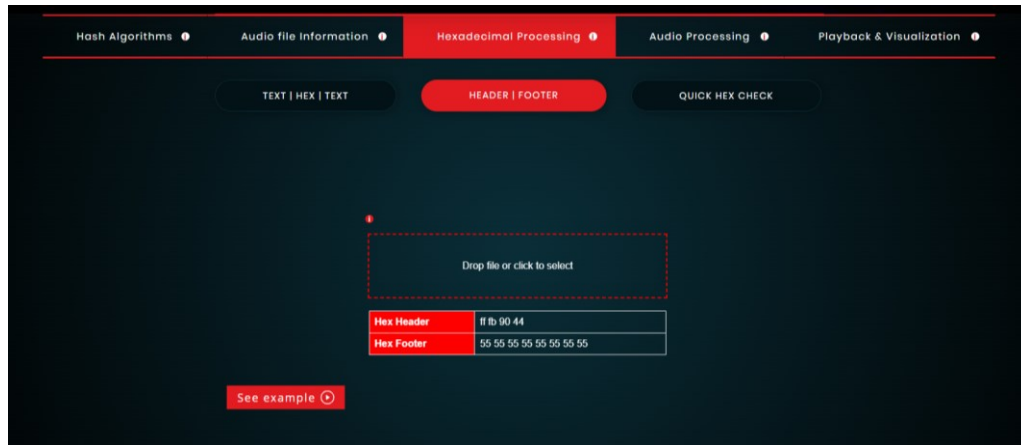 Hash Algorithms Audio file Information Hexadecimal Processing Audio Processing Playback & Visualization
TEXT | HEX | TEXT HEADER | FOOTER QUICK HEX CHECK
Drop file or click to select
Hex Header ff fb 90 44
Hex Footer 55 55 55 55 55 55 55 55
See example